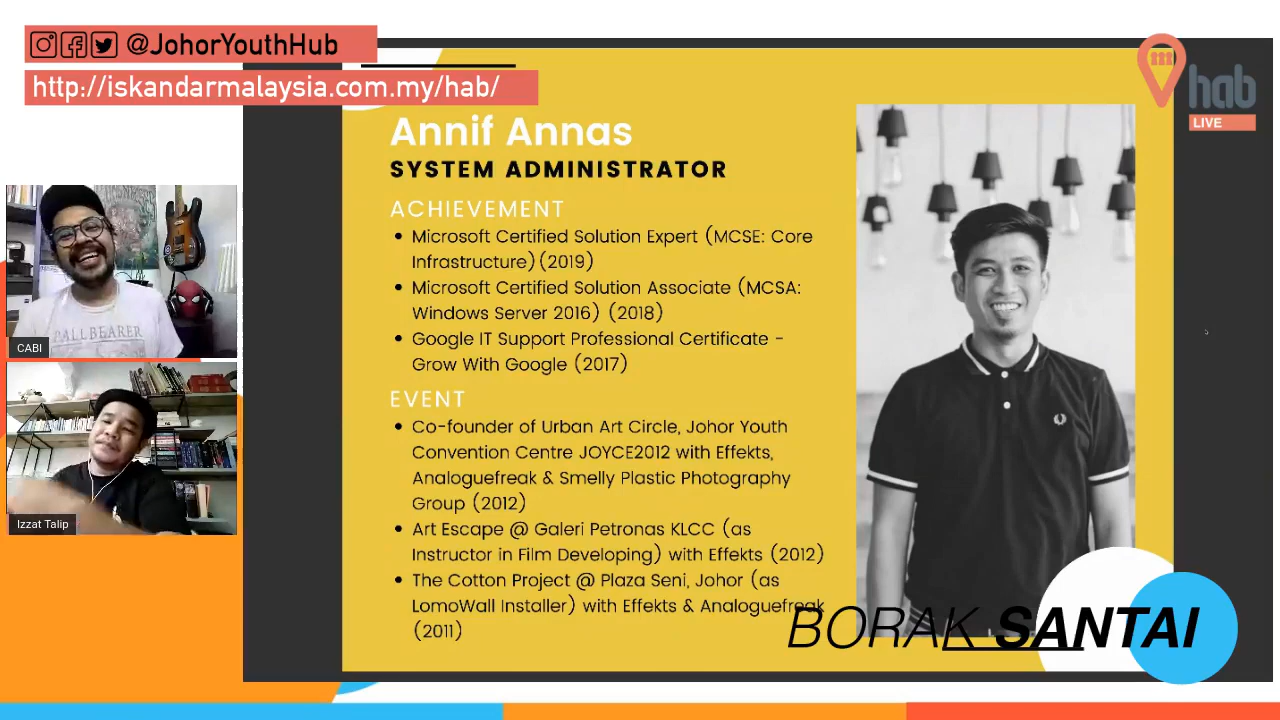 @JohorYouthHub
http://iskandarmalaysia.com.my/hab/
hab
LIVE
Annif Annas
SYSTEM ADMINISTRATOR
ACHIEVEMENT
• Microsoft Certified Solution Expert (MCSE: Core
Infrastructure)(2019)
• Microsoft Certified Solution Associate (MCSA:
Windows Server 2016) (2018)
• Google IT Support Professional Certificate -
Grow With Google (2017)
EVENT
• Co-founder of Urban Art Circle, Johor Youth
Convention Centre JOYCE2012 with Effekts,
Analoguefreak & Smelly Plastic Photography
Group (2012)
• Art Escape @ Galeri Petronas KLCC (as
Instructor in Film Developing) with Effekts (2012)
• The Cotton Project @ Plaza Seni, Johor (as
LomoWall Installer) with Effekts & Analoguefreak
(2011)
PALLBEARER
CABI
Izzat Talip
BORAK SANTAI